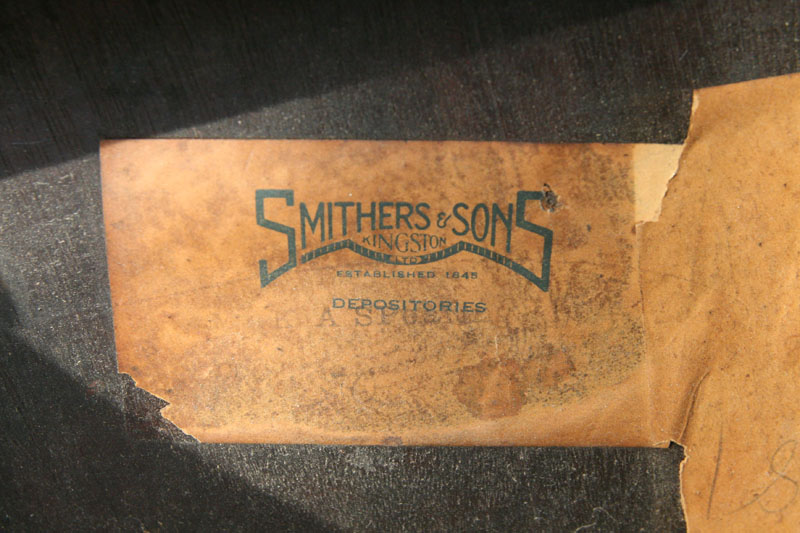 SMITHERS & SONS
KINGSTON
LTD
ESTABLISHED 1845
DEPOSITORIES